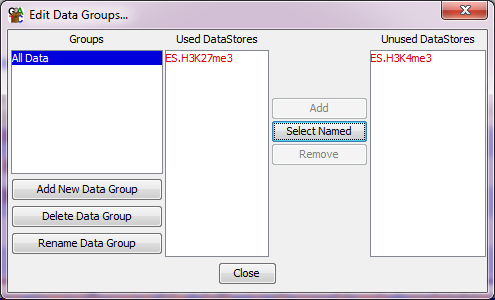 Edit Data Groups...
Groups
Used DataStores
Unused DataStores
All Data
ES.H3K27me3
ES.H3K4me3
Add
Select Named
Remove
Add New Data Group
Delete Data Group
Rename Data Group
Close